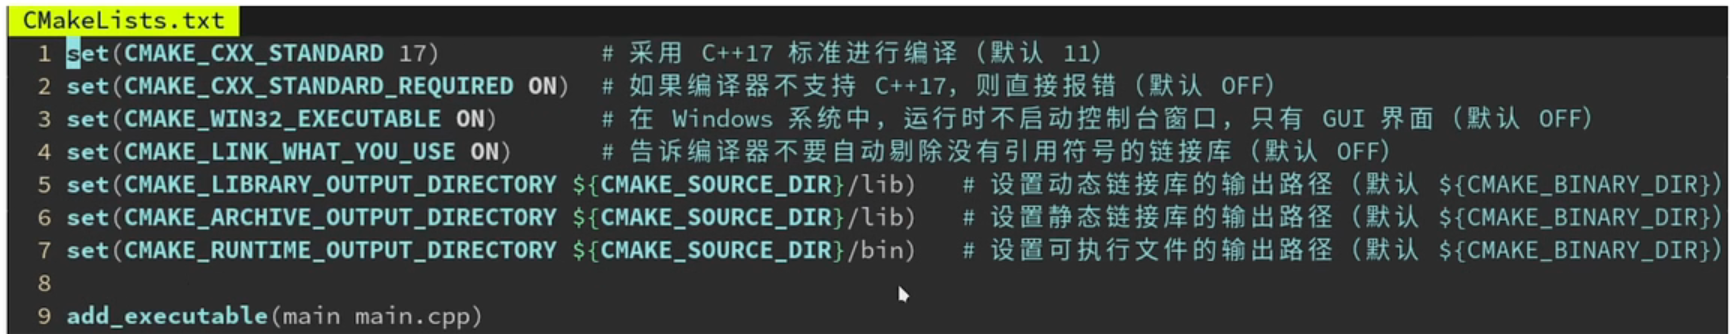 CMakeLists.txt
1 set(CMAKE_CXX_STANDARD 17) # 采用 C++17 标准进行编译（默认 11）
2 set(CMAKE_CXX_STANDARD_REQUIRED ON) # 如果编译器不支持 C++17，则直接报错（默认 OFF）
3 set(CMAKE_WIN32_EXECUTABLE ON) # 在 Windows 系统中，运行时不启动控制台窗口，只有 GUI 界面（默认 OFF）
4 set(CMAKE_LINK_WHAT_YOU_USE ON) # 告诉编译器不要自动剔除没有引用符号的链接库（默认 OFF）
5 set(CMAKE_LIBRARY_OUTPUT_DIRECTORY ${CMAKE_SOURCE_DIR}/lib) # 设置动态链接库的输出路径（默认 ${CMAKE_BINARY_DIR}）
6 set(CMAKE_ARCHIVE_OUTPUT_DIRECTORY ${CMAKE_SOURCE_DIR}/lib) # 设置静态链接库的输出路径（默认 ${CMAKE_BINARY_DIR}）
7 set(CMAKE_RUNTIME_OUTPUT_DIRECTORY ${CMAKE_SOURCE_DIR}/bin) # 设置可执行文件的输出路径（默认 ${CMAKE_BINARY_DIR}）
8
9 add_executable(main main.cpp)